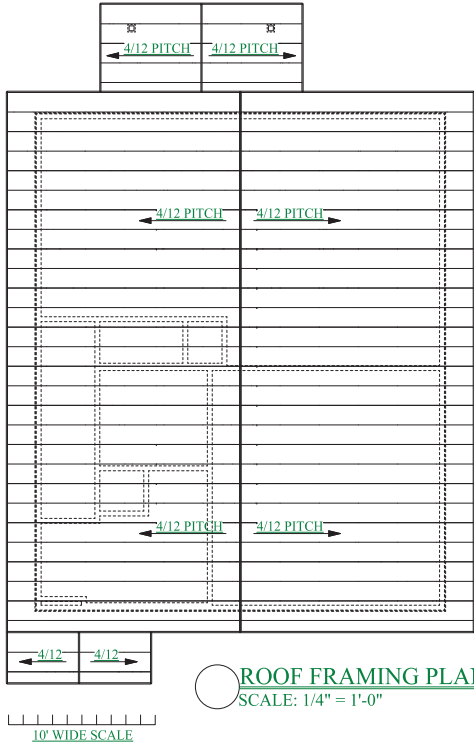 4/12 PITCH 4/12 PITCH
4/12 PITCH 4/12 PITCH
4/12 PITCH 4/12 PITCH
4/12 4/12
ROOF FRAMING PLA
SCALE: 1/4" = 1'-0"
10' WIDE SCALE